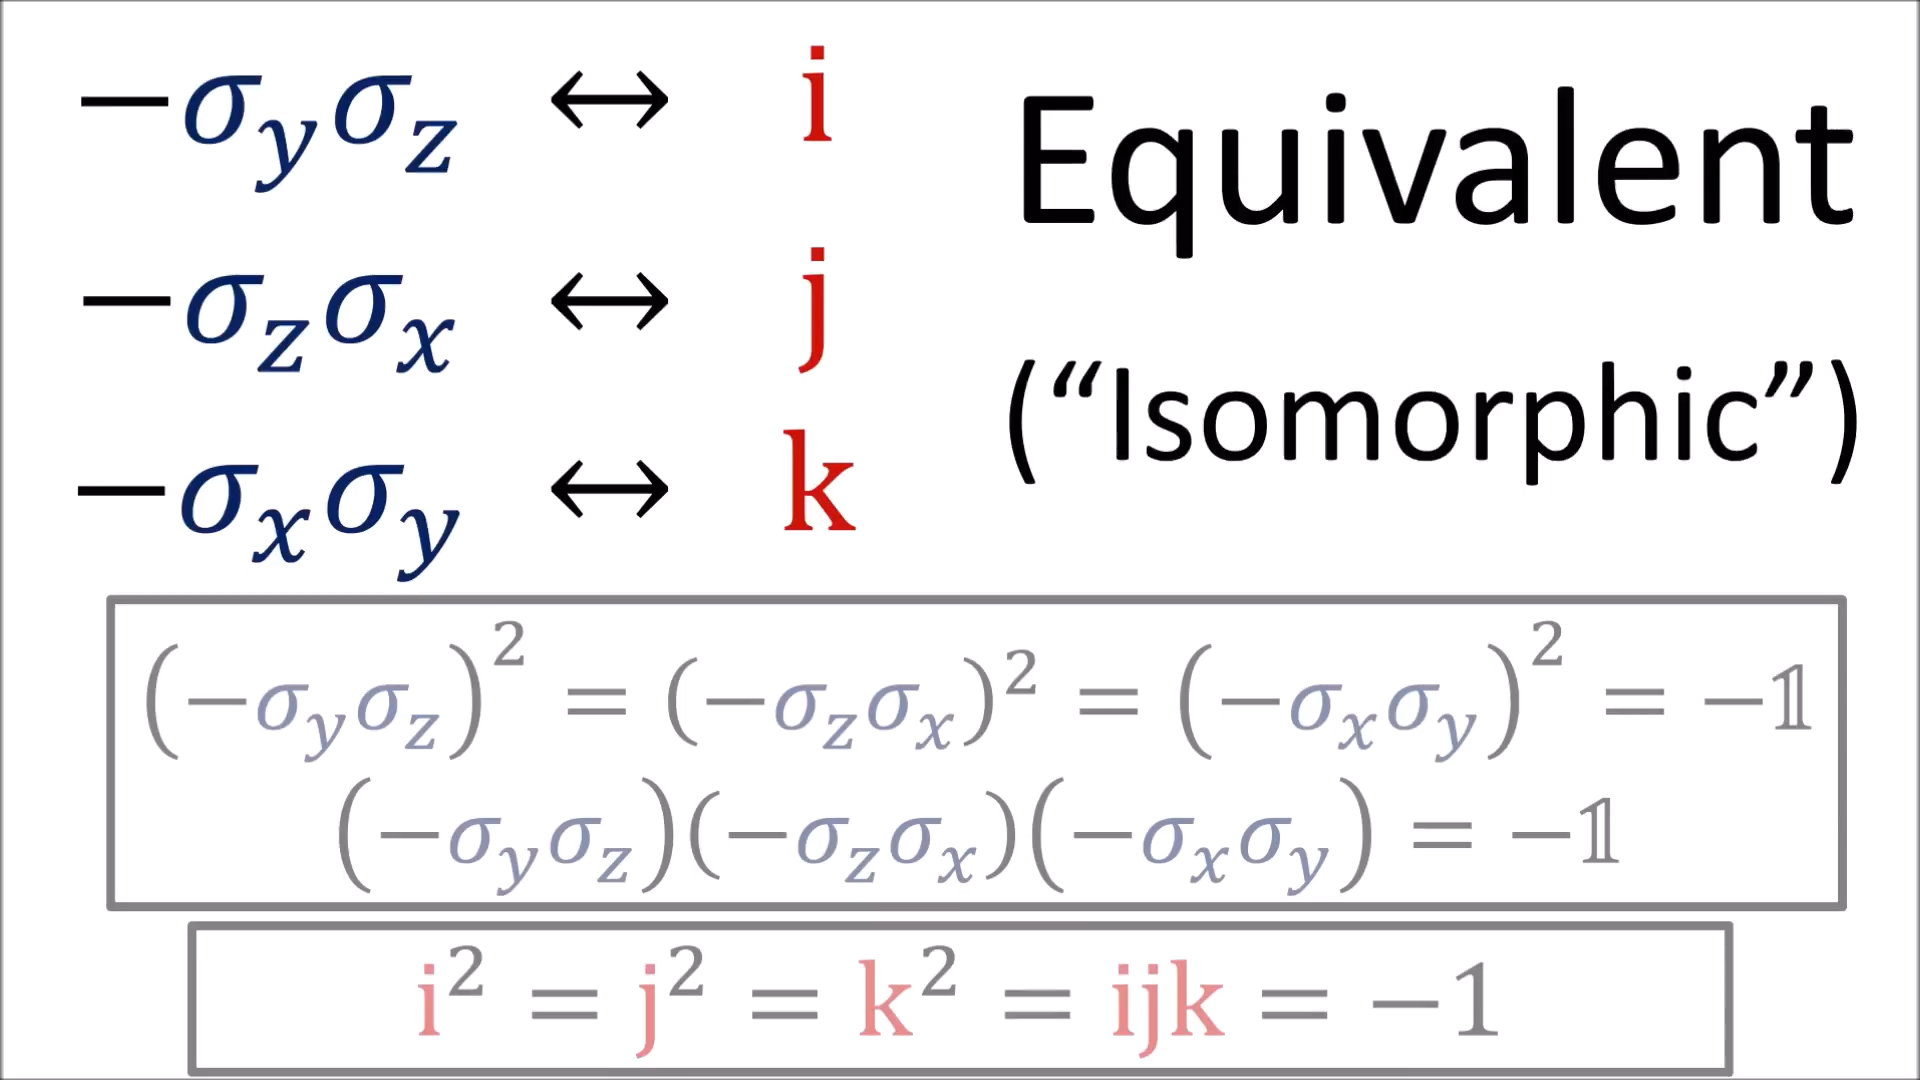 −σ_yσ_z ↔ i
−σ_zσ_x ↔ j
−σ_xσ_y ↔ k
Equivalent
(“Isomorphic”)
(−σ_yσ_z)² = (−σ_zσ_x)² = (−σ_xσ_y)² = −𝟙
(−σ_yσ_z)(−σ_zσ_x)(−σ_xσ_y) = −𝟙
i² = j² = k² = ijk = −1